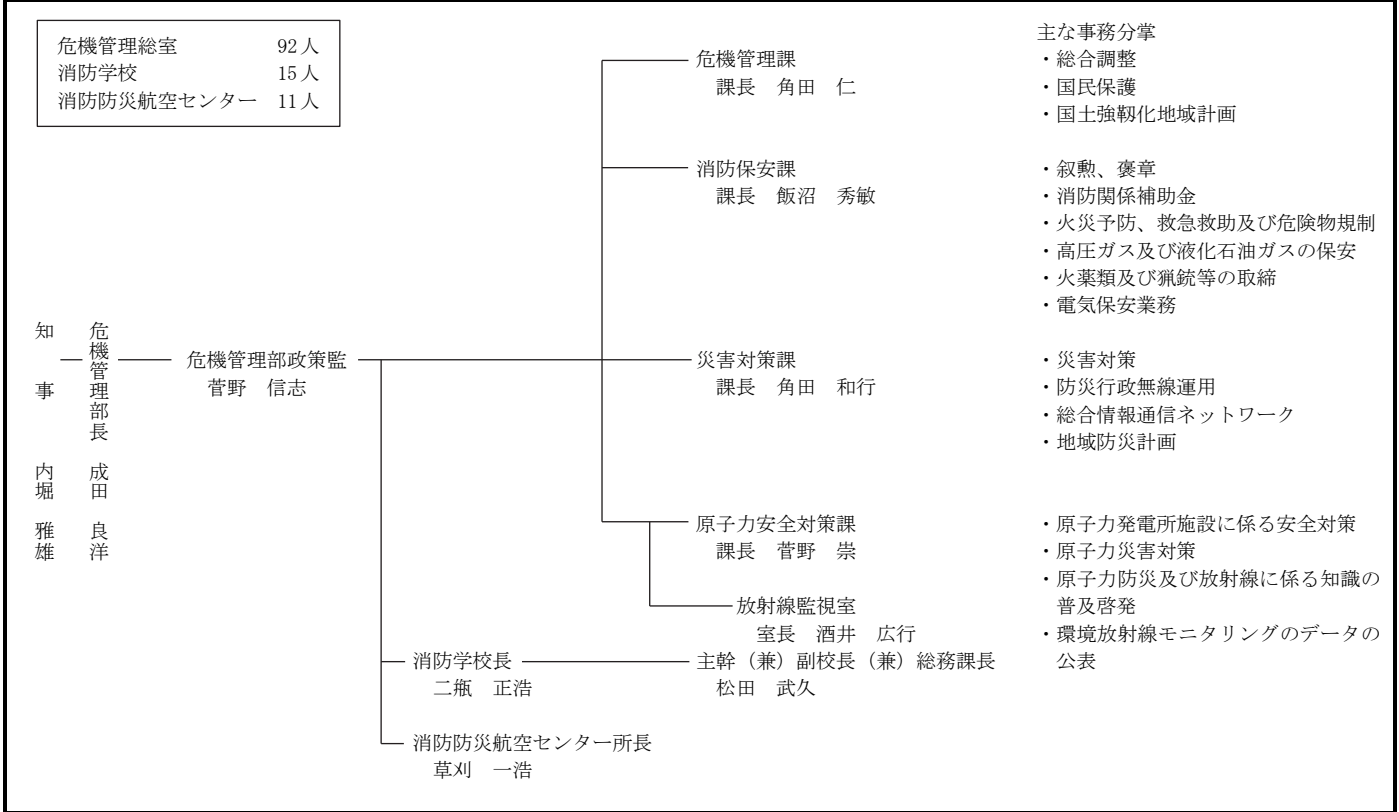 危機管理総室 92人
消防学校 15人
消防防災航空センター 11人
知事 内堀 雅雄
危機管理部長 成田 良洋
危機管理部政策監
菅野 信志
危機管理課
課長 角田 仁
主な事務分掌
・総合調整
・国民保護
・国土強靱化地域計画
消防保安課
課長 飯沼 秀敏
・叙勲、褒章
・消防関係補助金
・火災予防、救急救助及び危険物規制
・高圧ガス及び液化石油ガスの保安
・火薬類及び猟銃等の取締
・電気保安業務
災害対策課
課長 角田 和行
・災害対策
・防災行政無線運用
・総合情報通信ネットワーク
・地域防災計画
原子力安全対策課
課長 菅野 崇
・原子力発電所施設に係る安全対策
・原子力災害対策
・原子力防災及び放射線に係る知識の
普及啓発
・環境放射線モニタリングのデータの
公表
放射線監視室
室長 酒井 広行
消防学校長
二瓶 正浩
主幹（兼）副校長（兼）総務課長
松田 武久
消防防災航空センター所長
草刈 一浩